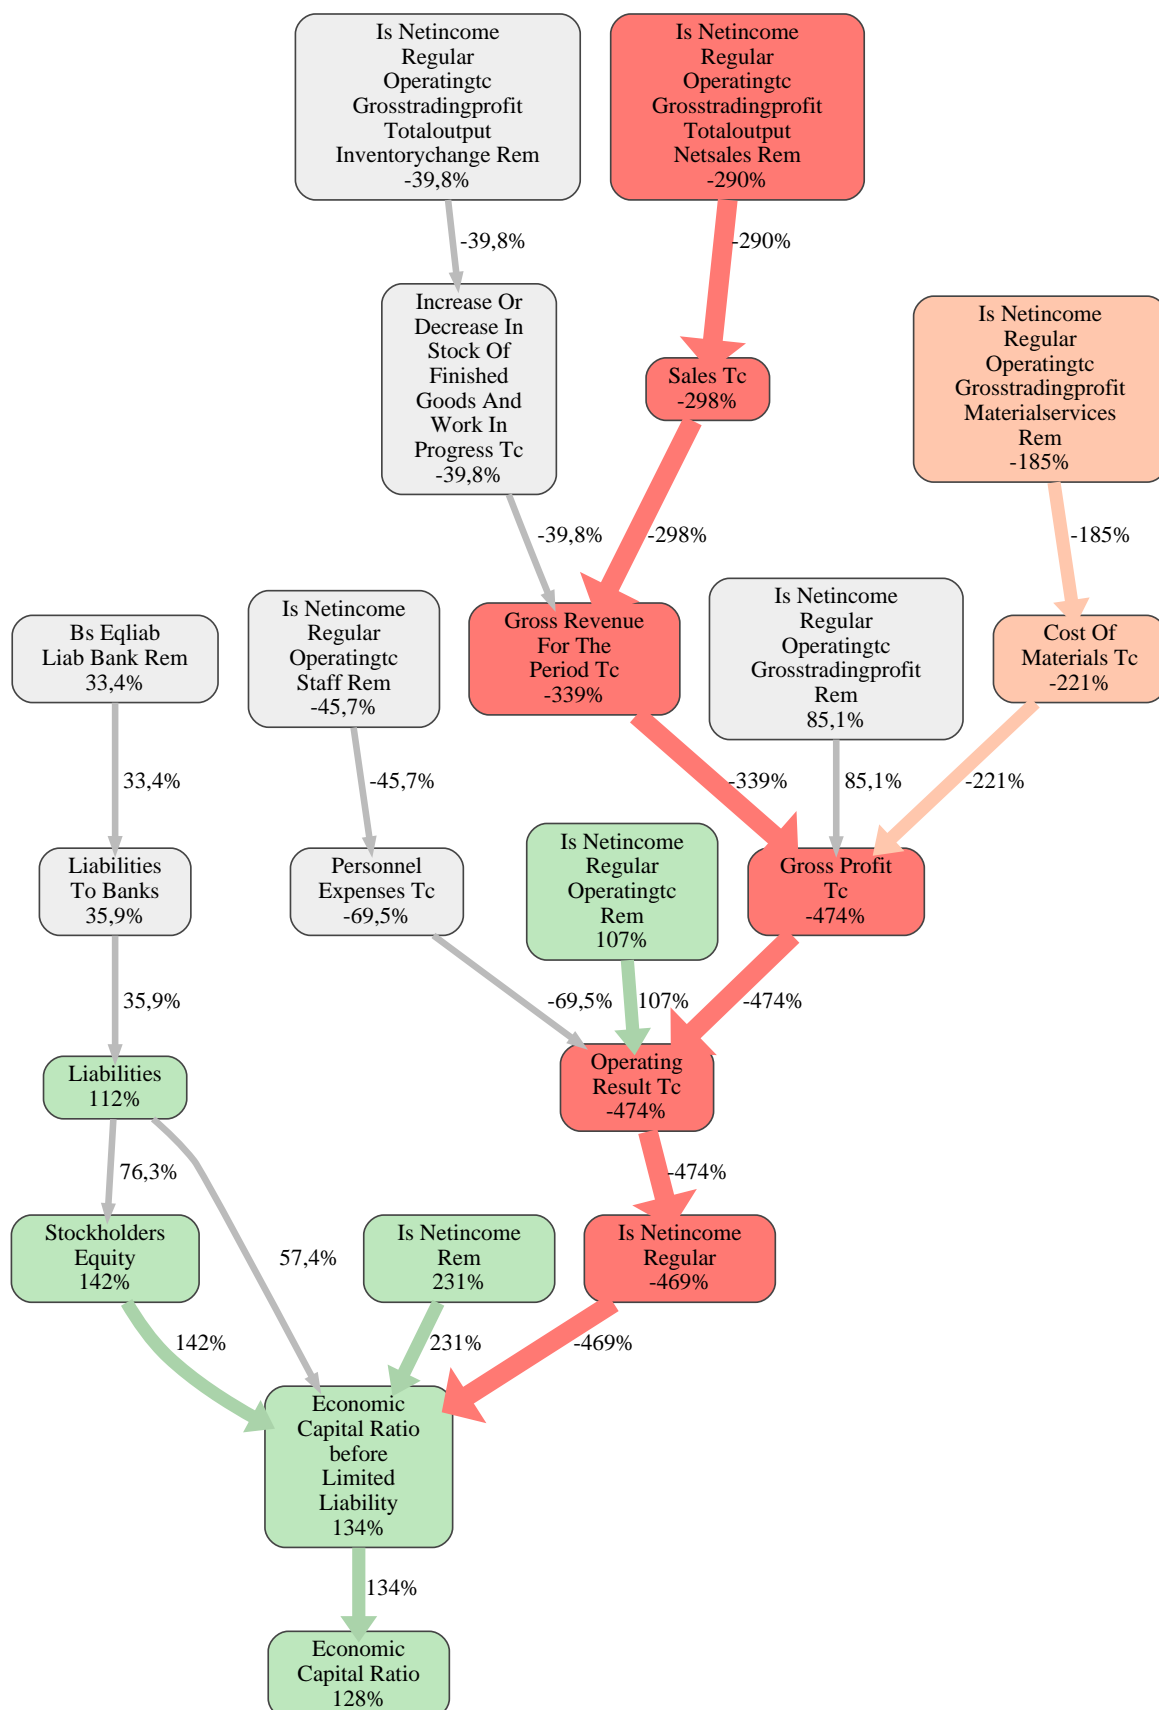 Is Netincome
Regular
Operatingtc
Grosstradingprofit
Totaloutput
Inventorychange Rem
-39,8%
Is Netincome
Regular
Operatingtc
Grosstradingprofit
Totaloutput
Netsales Rem
-290%
-39,8%
-290%
Increase Or
Decrease In
Stock Of
Finished
Goods And
Work In
Progress Tc
-39,8%
Sales Tc
-298%
Is Netincome
Regular
Operatingtc
Grosstradingprofit
Materialservices
Rem
-185%
-39,8%
-298%
-185%
Bs Eqliab
Liab Bank Rem
33,4%
Is Netincome
Regular
Operatingtc
Staff Rem
-45,7%
Gross Revenue
For The
Period Tc
-339%
Is Netincome
Regular
Operatingtc
Grosstradingprofit
Rem
85,1%
Cost Of
Materials Tc
-221%
33,4%
-45,7%
-339%
85,1%
-221%
Liabilities
To Banks
35,9%
Personnel
Expenses Tc
-69,5%
Is Netincome
Regular
Operatingtc
Rem
107%
Gross Profit
Tc
-474%
35,9%
-69,5%
107%
-474%
Liabilities
112%
Operating
Result Tc
-474%
76,3%
-474%
Stockholders
Equity
142%
57,4%
Is Netincome
Rem
231%
Is Netincome
Regular
-469%
142%
231%
-469%
Economic
Capital Ratio
before
Limited
Liability
134%
134%
Economic
Capital Ratio
128%